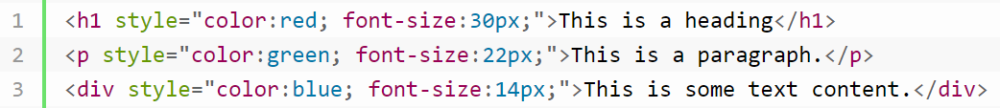 1 <h1 style="color:red; font-size:30px;">This is a heading</h1>
2 <p style="color:green; font-size:22px;">This is a paragraph.</p>
3 <div style="color:blue; font-size:14px;">This is some text content.</div>